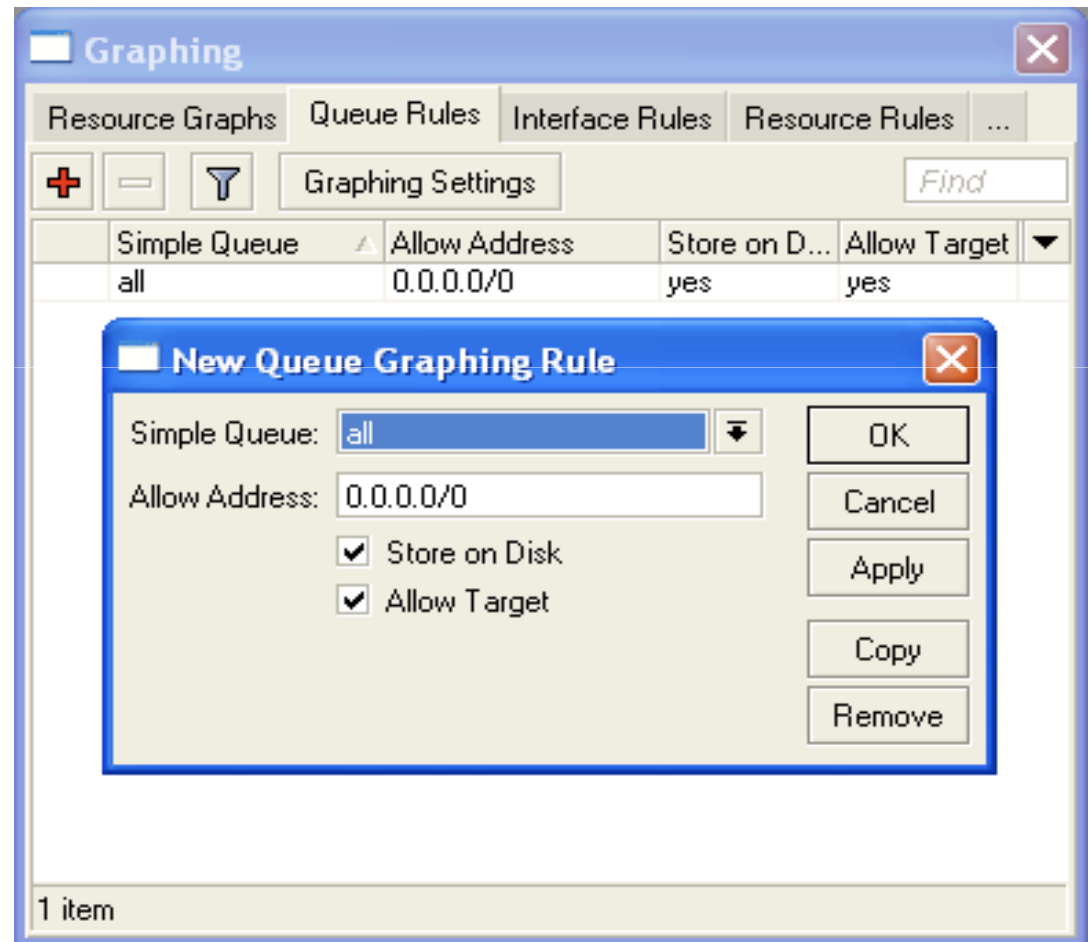 Graphing
Resource Graphs Queue Rules Interface Rules Resource Rules ...
Graphing Settings Find
Simple Queue Allow Address Store on D... Allow Target
all 0.0.0.0/0 yes yes
New Queue Graphing Rule
Simple Queue: all OK
Allow Address: 0.0.0.0/0 Cancel
Store on Disk
Apply
Allow Target
Copy
Remove
1 item